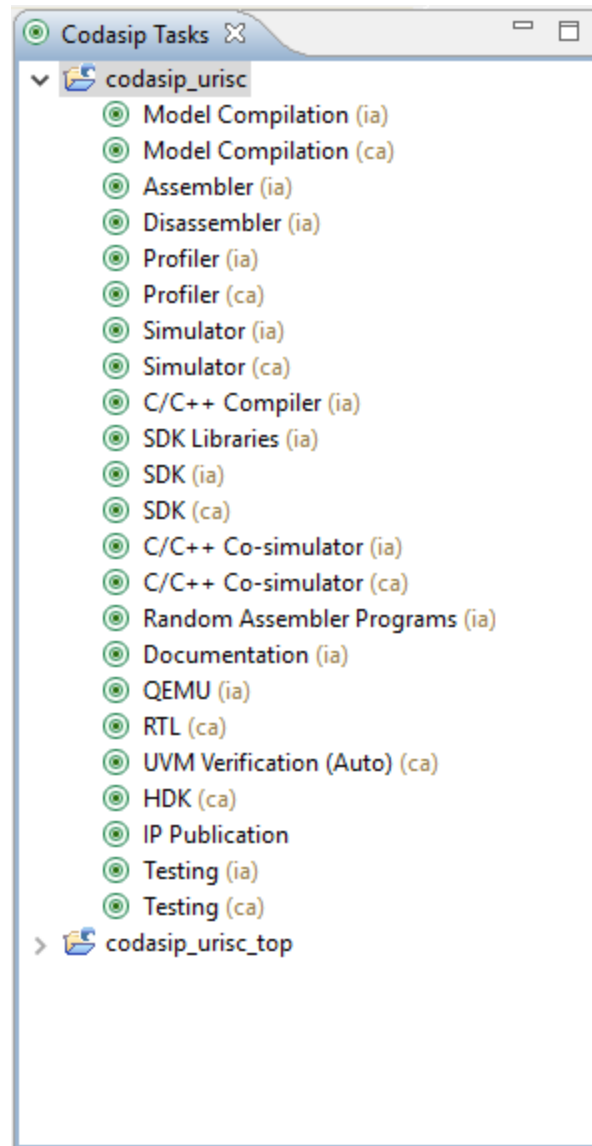 Codasip Tasks
codasip_urisc
Model Compilation (ia)
Model Compilation (ca)
Assembler (ia)
Disassembler (ia)
Profiler (ia)
Profiler (ca)
Simulator (ia)
Simulator (ca)
C/C++ Compiler (ia)
SDK Libraries (ia)
SDK (ia)
SDK (ca)
C/C++ Co-simulator (ia)
C/C++ Co-simulator (ca)
Random Assembler Programs (ia)
Documentation (ia)
QEMU (ia)
RTL (ca)
UVM Verification (Auto) (ca)
HDK (ca)
IP Publication
Testing (ia)
Testing (ca)
codasip_urisc_top